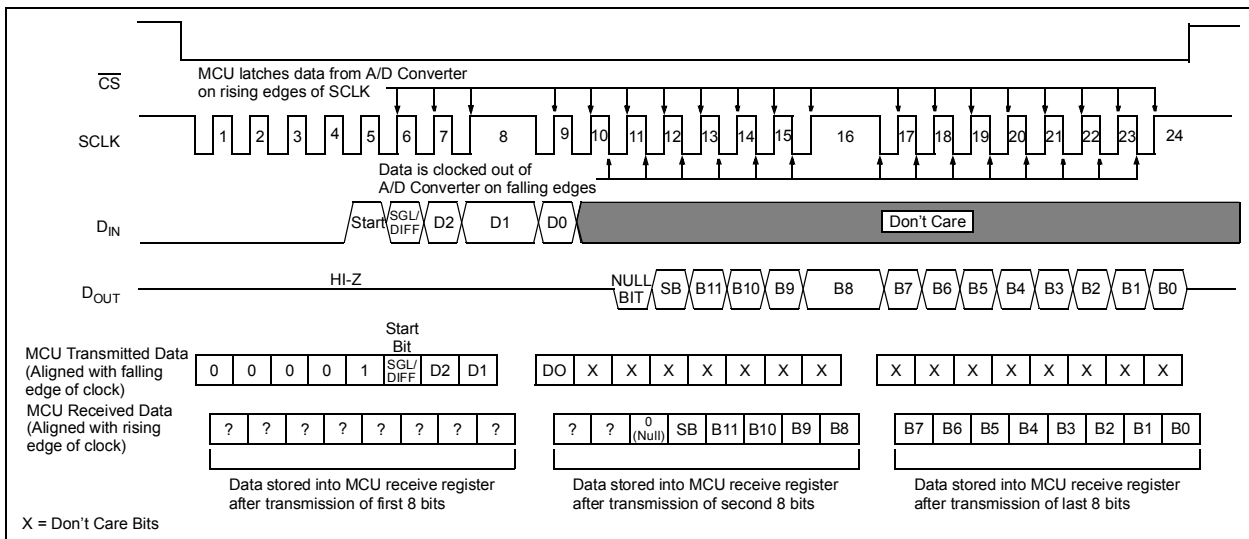 CS
MCU latches data from A/D Converter
on rising edges of SCLK
SCLK
1 2 3 4 5 6 7 8 9 10 11 12 13 14 15 16 17 18 19 20 21 22 23 24
Data is clocked out of
A/D Converter on falling edges
DIN
Start SGL/DIFF D2 D1 D0 Don't Care
DOUT
HI-Z NULL BIT SB B11 B10 B9 B8 B7 B6 B5 B4 B3 B2 B1 B0
Start
Bit
MCU Transmitted Data
(Aligned with falling
edge of clock)
0 0 0 0 1 SGL/DIFF D2 D1 DO X X X X X X X X X X X X X X X
MCU Received Data
(Aligned with rising
edge of clock)
? ? ? ? ? ? ? ? ? ? 0 (Null) SB B11 B10 B9 B8 B7 B6 B5 B4 B3 B2 B1 B0
Data stored into MCU receive register
after transmission of first 8 bits
Data stored into MCU receive register
after transmission of second 8 bits
Data stored into MCU receive register
after transmission of last 8 bits
X = Don't Care Bits